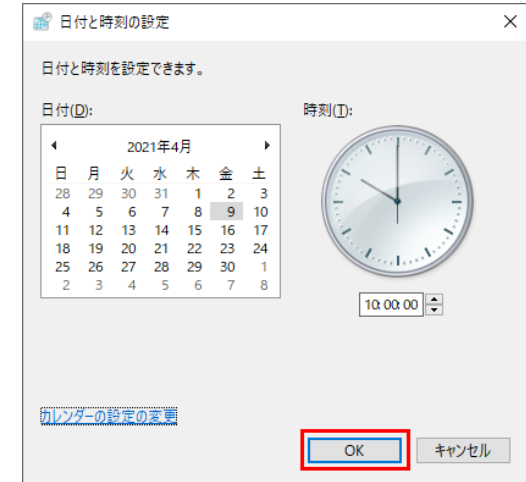 日付と時刻の設定
日付と時刻を設定できます。
日付(D):
時刻(T):
2021年4月
日 月 火 水 木 金 土
28 29 30 31 1 2 3
4 5 6 7 8 9 10
11 12 13 14 15 16 17
18 19 20 21 22 23 24
25 26 27 28 29 30 1
2 3 4 5 6 7 8
10:00:00
カレンダーの設定の変更
OK キャンセル